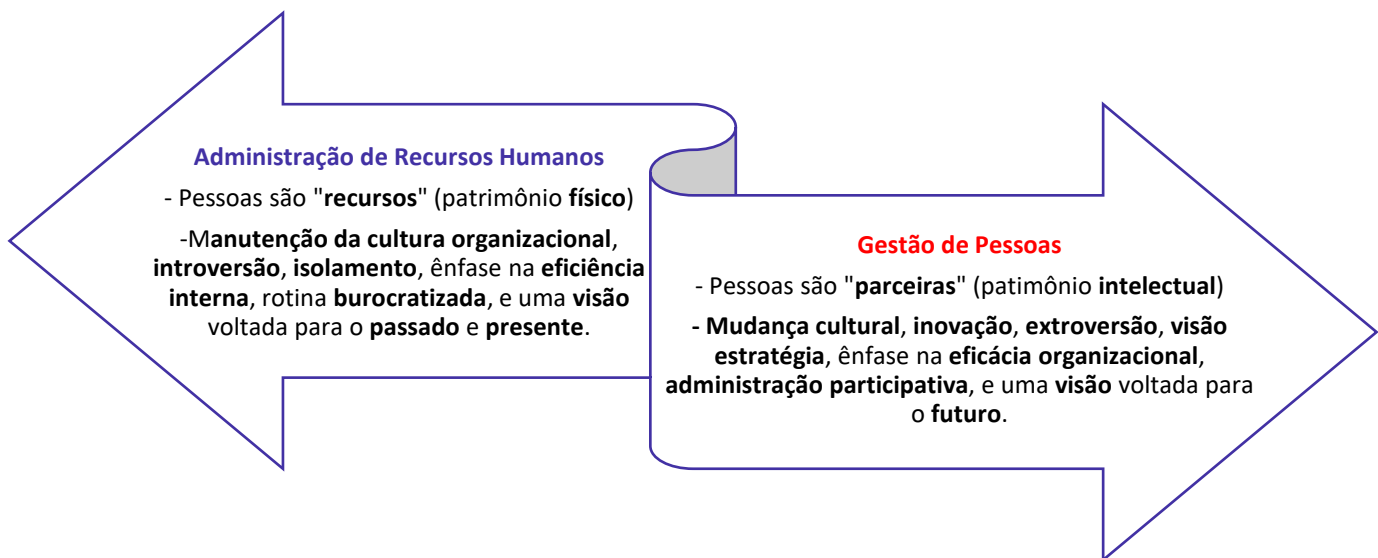 Administração de Recursos Humanos
- Pessoas são "recursos" (patrimônio físico)
-Manutenção da cultura organizacional,
introversão, isolamento, ênfase na eficiência
interna, rotina burocratizada, e uma visão
voltada para o passado e presente.
Gestão de Pessoas
- Pessoas são "parceiras" (patimônio intelectual)
- Mudança cultural, inovação, extroversão, visão
estratégia, ênfase na eficácia organizacional,
administração participativa, e uma visão voltada para
o futuro.